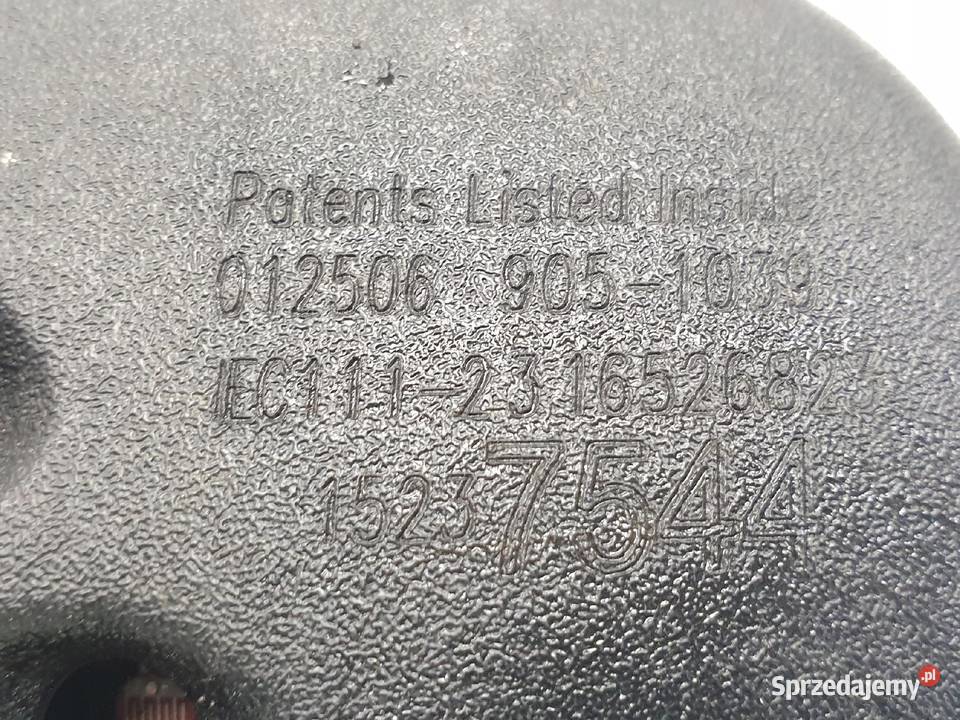 Patents Listed Inside
012506 905-1039
IEC111-23 16526823
15237544
Sprzedajemy.pl